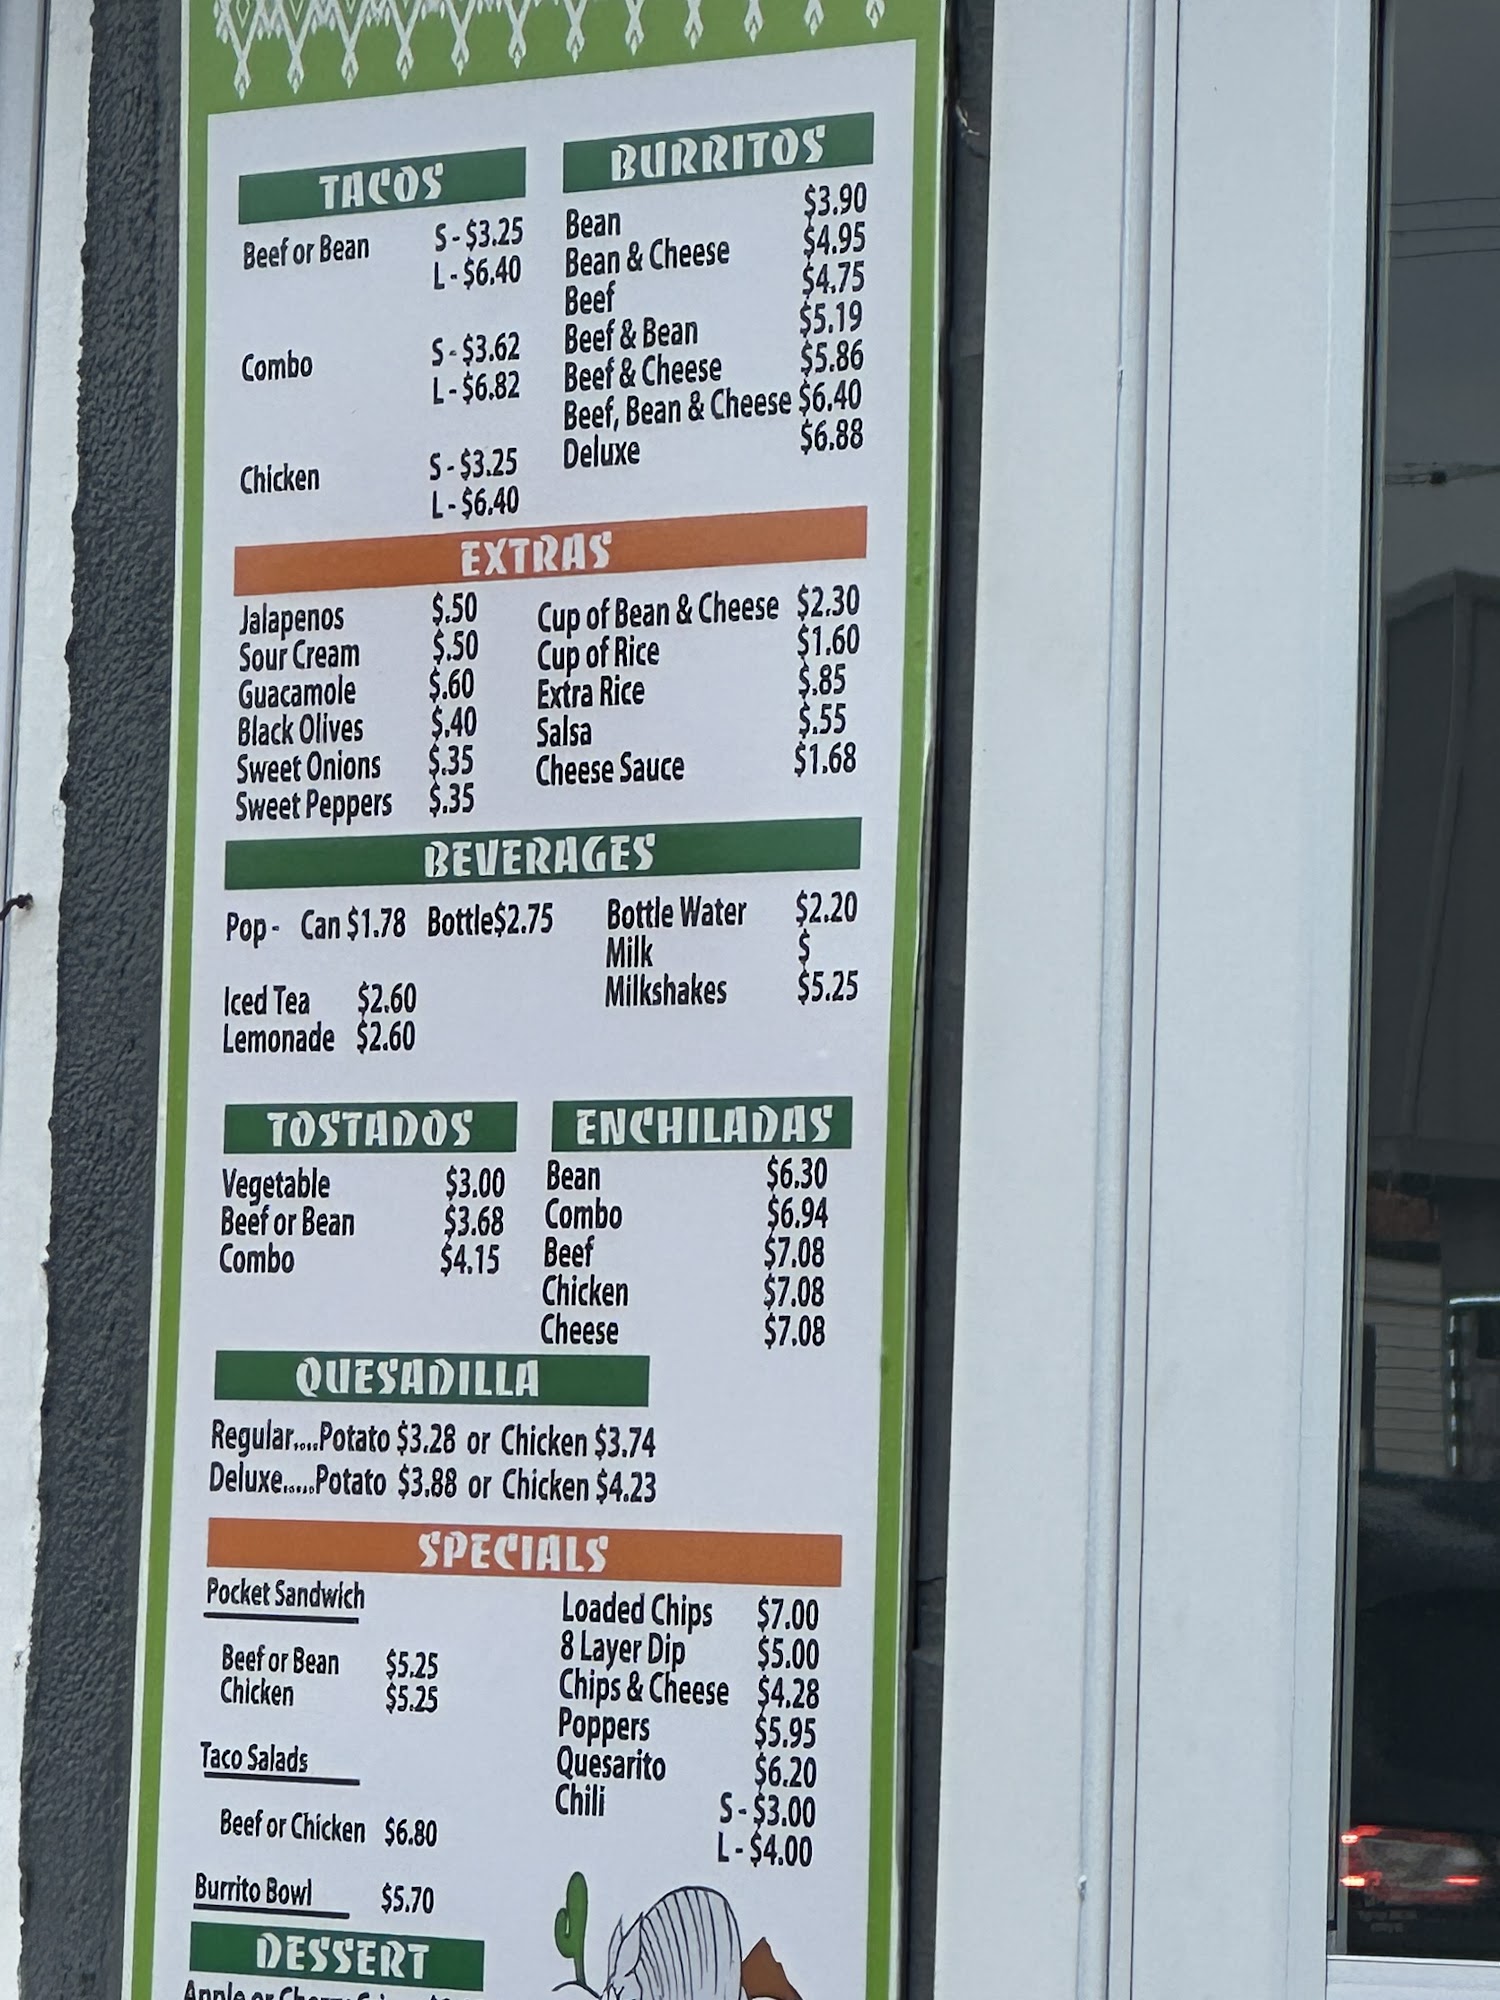 TACOS
Beef or Bean S - $3.25
L - $6.40
Combo S - $3.62
L - $6.82
Chicken S - $3.25
L - $6.40
BURRITOS
Bean $3.90
Bean & Cheese $4.95
Beef $4.75
Beef & Bean $5.19
Beef & Cheese $5.86
Beef, Bean & Cheese $6.40
Deluxe $6.88
EXTRAS
Jalapenos $.50
Sour Cream $.50
Guacamole $.60
Black Olives $.40
Sweet Onions $.35
Sweet Peppers $.35
Cup of Bean & Cheese $2.30
Cup of Rice $1.60
Extra Rice $.85
Salsa $.55
Cheese Sauce $1.68
BEVERAGES
Pop - Can $1.78 Bottle$2.75
Iced Tea $2.60
Lemonade $2.60
Bottle Water $2.20
Milk $
Milkshakes $5.25
TOSTADOS
Vegetable $3.00
Beef or Bean $3.68
Combo $4.15
ENCHILADAS
Bean $6.30
Combo $6.94
Beef $7.08
Chicken $7.08
Cheese $7.08
QUESADILLA
Regular.....Potato $3.28 or Chicken $3.74
Deluxe......Potato $3.88 or Chicken $4.23
SPECIALS
Pocket Sandwich
Beef or Bean $5.25
Chicken $5.25
Taco Salads
Beef or Chicken $6.80
Burrito Bowl $5.70
Loaded Chips $7.00
8 Layer Dip $5.00
Chips & Cheese $4.28
Poppers $5.95
Quesarito $6.20
Chili S - $3.00
L - $4.00
DESSERT
Apple or Cherry